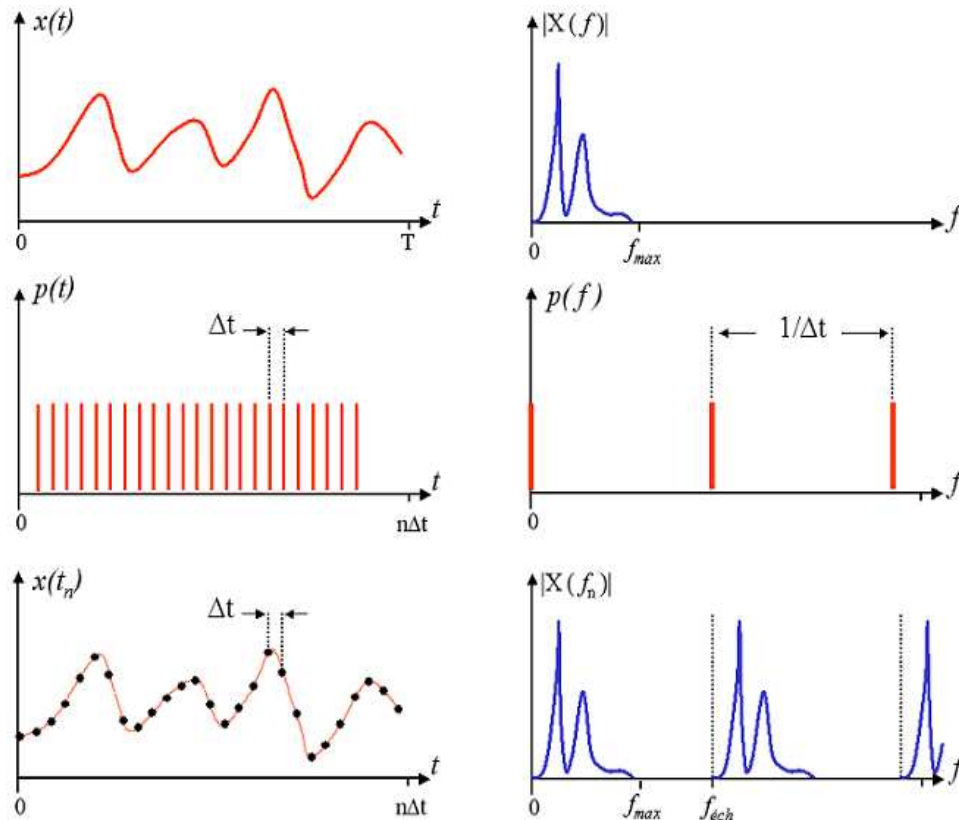 x(t)
t
0
T
|X(f)|
f
0
f_max
p(t)
Δt
t
0
nΔt
p(f)
1/Δt
f
0
x(t_n)
Δt
t
0
nΔt
|X(f_n)|
f
0
f_max
f_éch